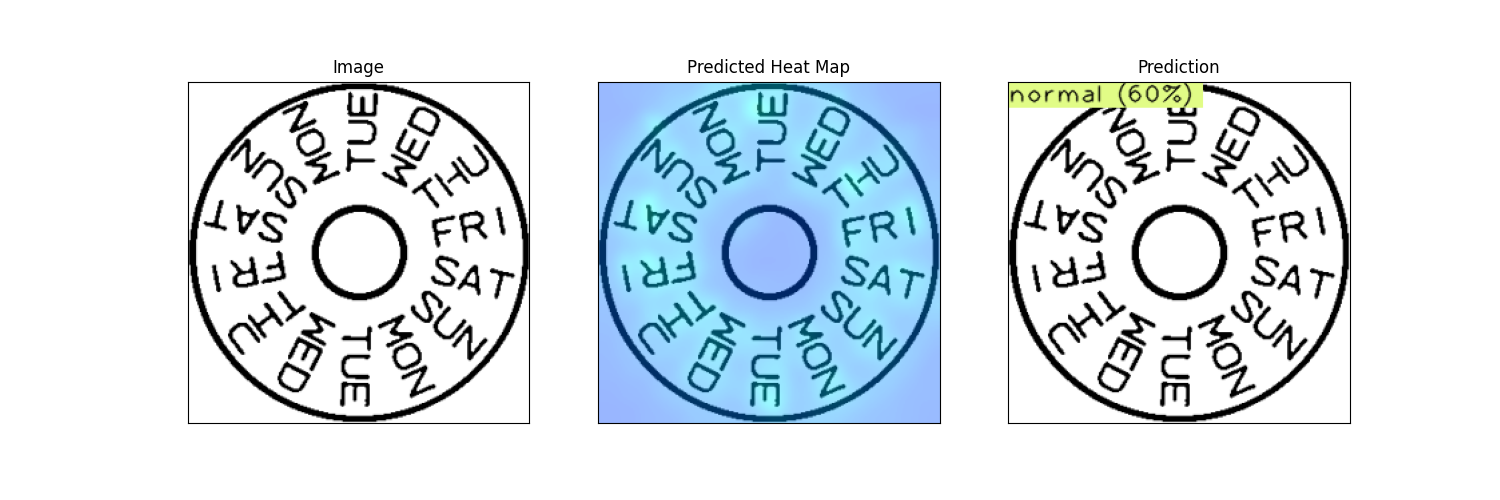 Image
Predicted Heat Map
Prediction
TUE
WED
THU
FRI
SAT
SUN
MON
TUE
WED
THU
FRI
SAT
SUN
MON
TUE
WED
THU
FRI
SAT
SUN
MON
TUE
WED
THU
FRI
SAT
SUN
MON
normal (60%)
TUE
WED
THU
FRI
SAT
SUN
MON
TUE
WED
THU
FRI
SAT
SUN
MON